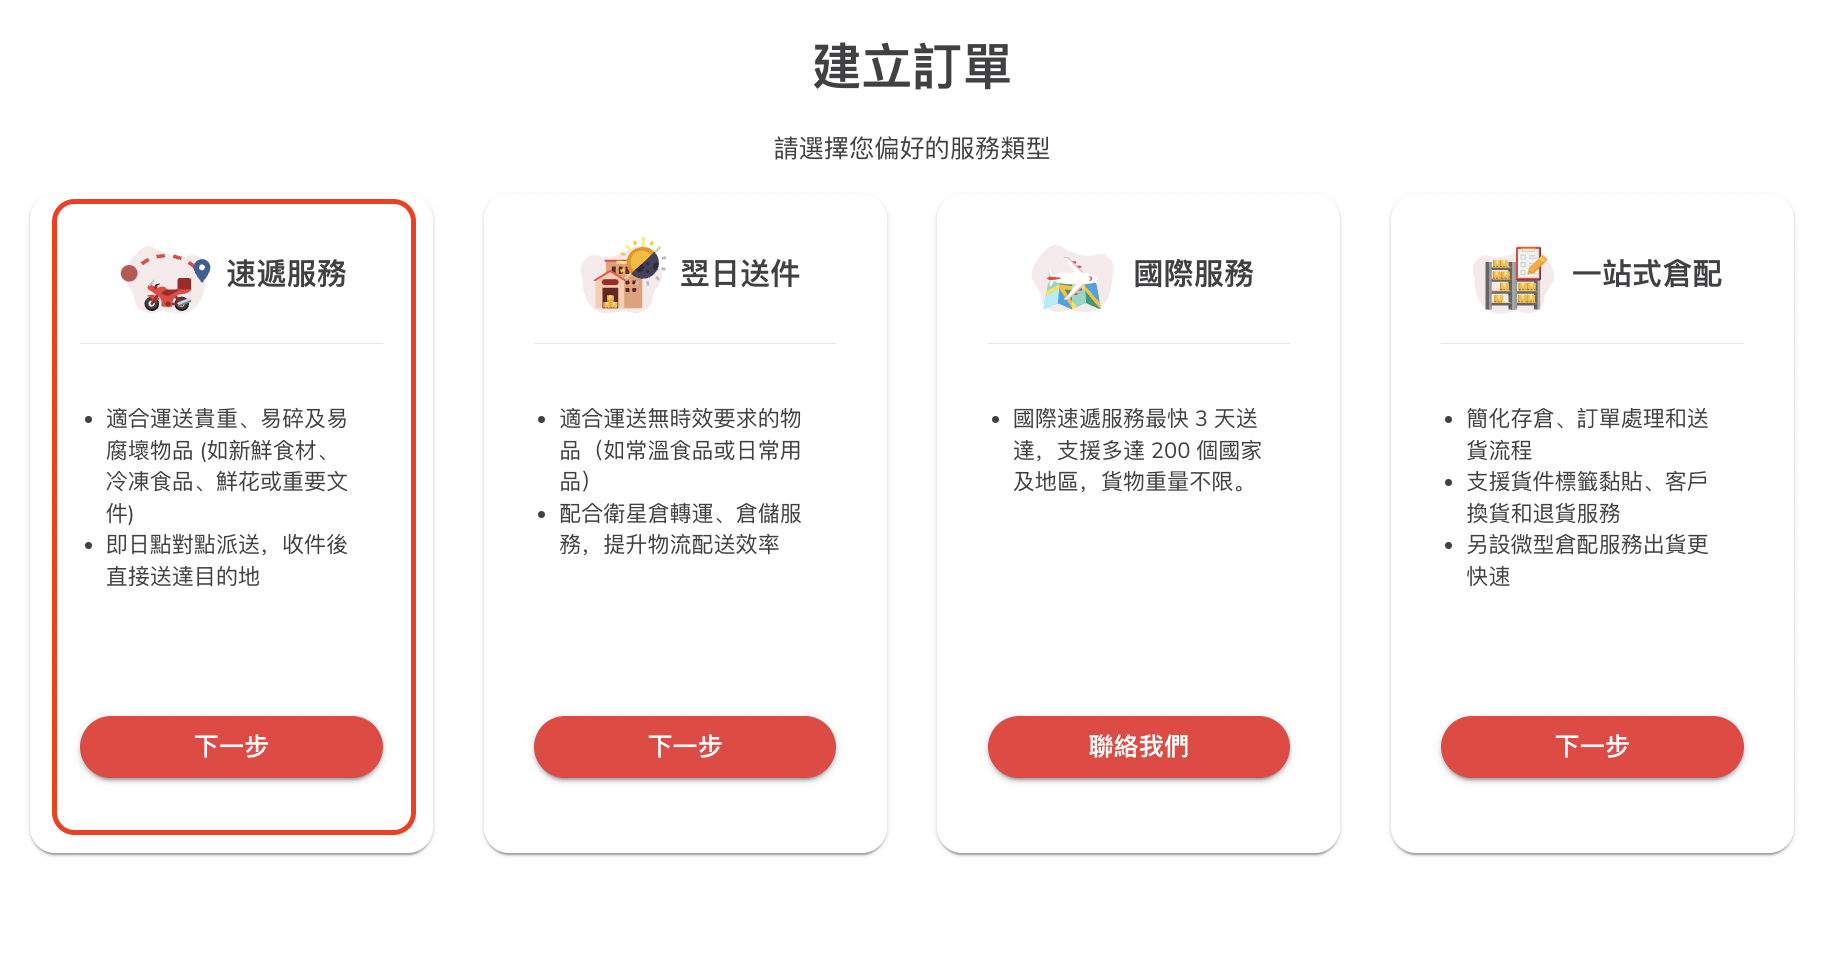 建立訂單
請選擇您偏好的服務類型
速遞服務
• 適合運送貴重、易碎及易
腐壞物品 (如新鮮食材、
冷凍食品、鮮花或重要文
件)
• 即日點對點派送，收件後
直接送達目的地
下一步
翌日送件
• 適合運送無時效要求的物
品（如常溫食品或日常用
品）
• 配合衛星倉轉運、倉儲服
務，提升物流配送效率
下一步
國際服務
• 國際速遞服務最快 3 天送
達，支援多達 200 個國家
及地區，貨物重量不限。
聯絡我們
一站式倉配
• 簡化存倉、訂單處理和送
貨流程
• 支援貨件標籤黏貼、客戶
換貨和退貨服務
• 另設微型倉配服務出貨更
快速
下一步